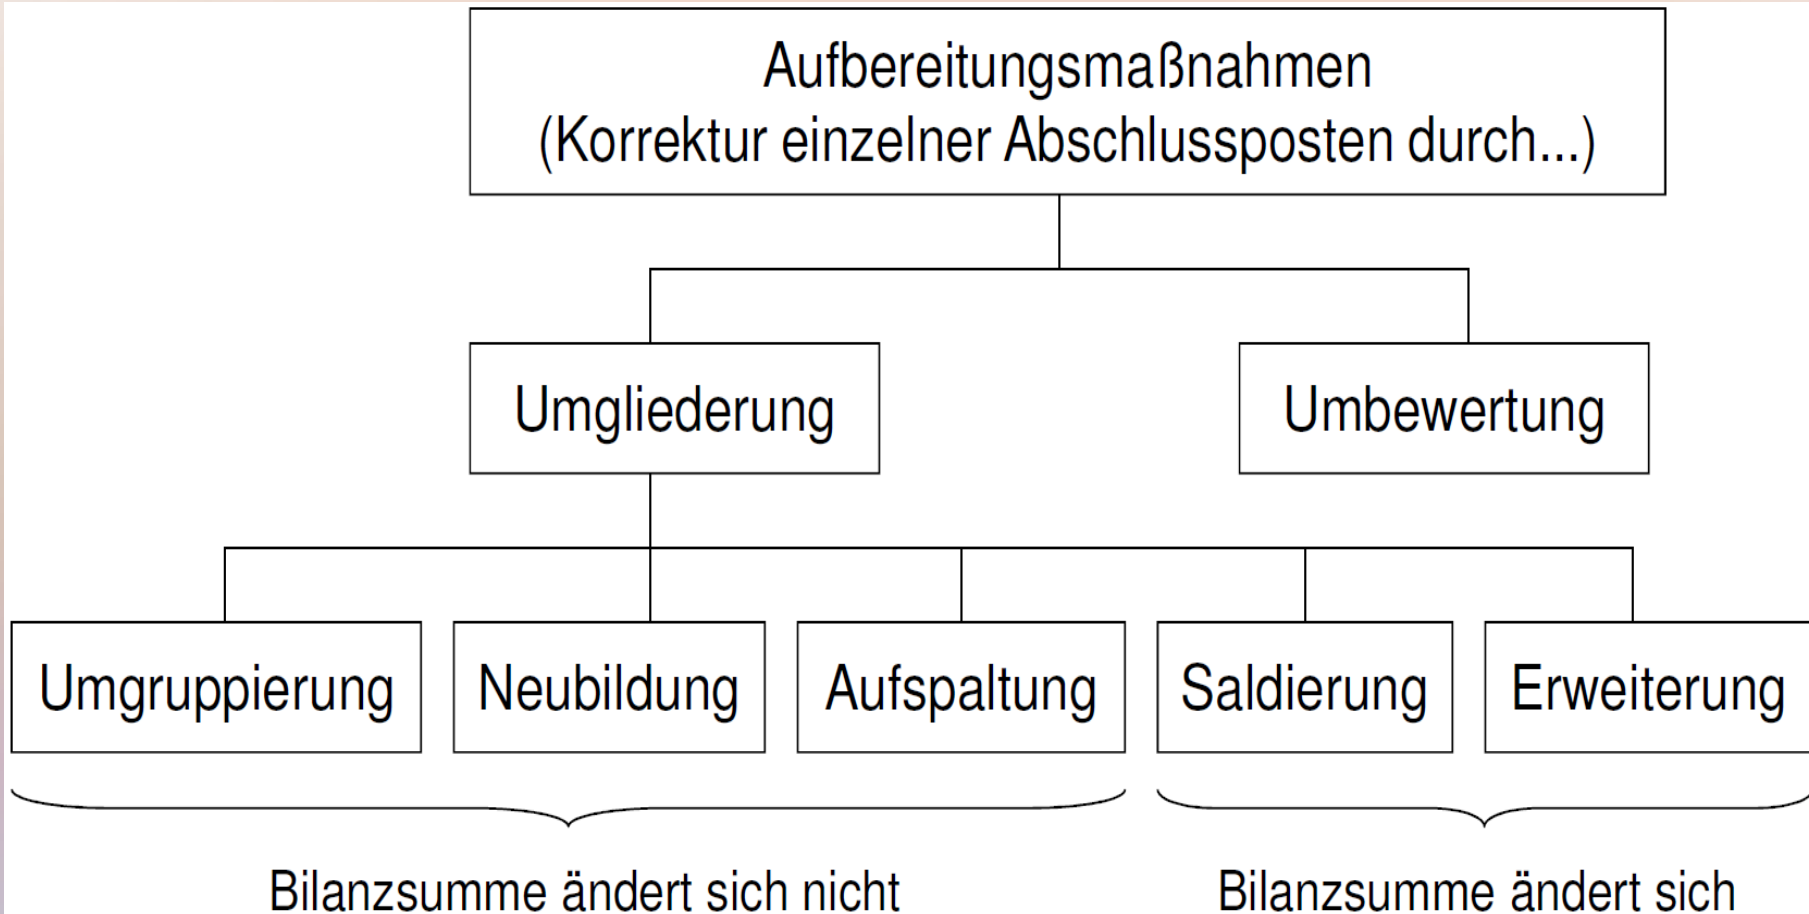 Aufbereitungsmaßnahmen
(Korrektur einzelner Abschlussposten durch...)
Umgliederung
Umbewertung
Umgruppierung
Neubildung
Aufspaltung
Saldierung
Erweiterung
Bilanzsumme ändert sich nicht
Bilanzsumme ändert sich